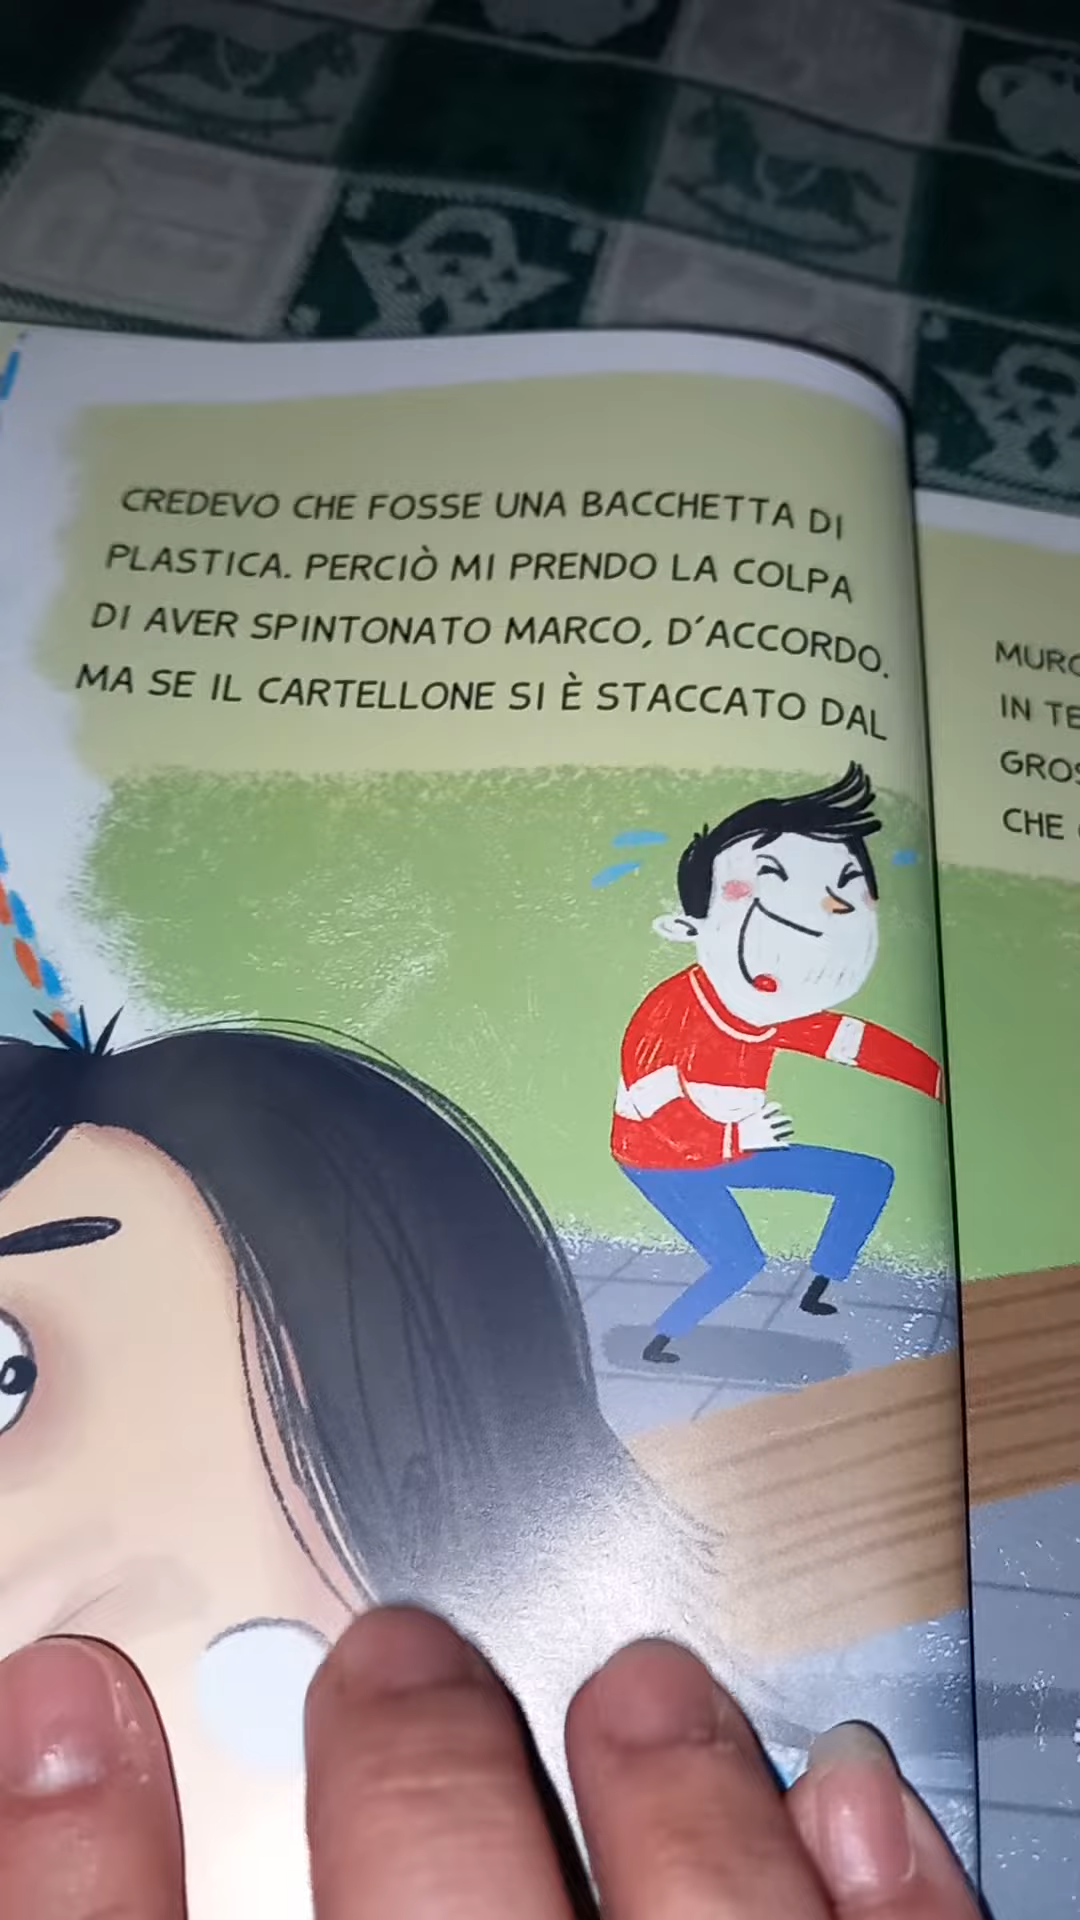 CREDEVO CHE FOSSE UNA BACCHETTA DI
PLASTICA. PERCIÒ MI PRENDO LA COLPA
DI AVER SPINTONATO MARCO, D'ACCORDO.
MA SE IL CARTELLONE SI È STACCATO DAL
IN
CHE